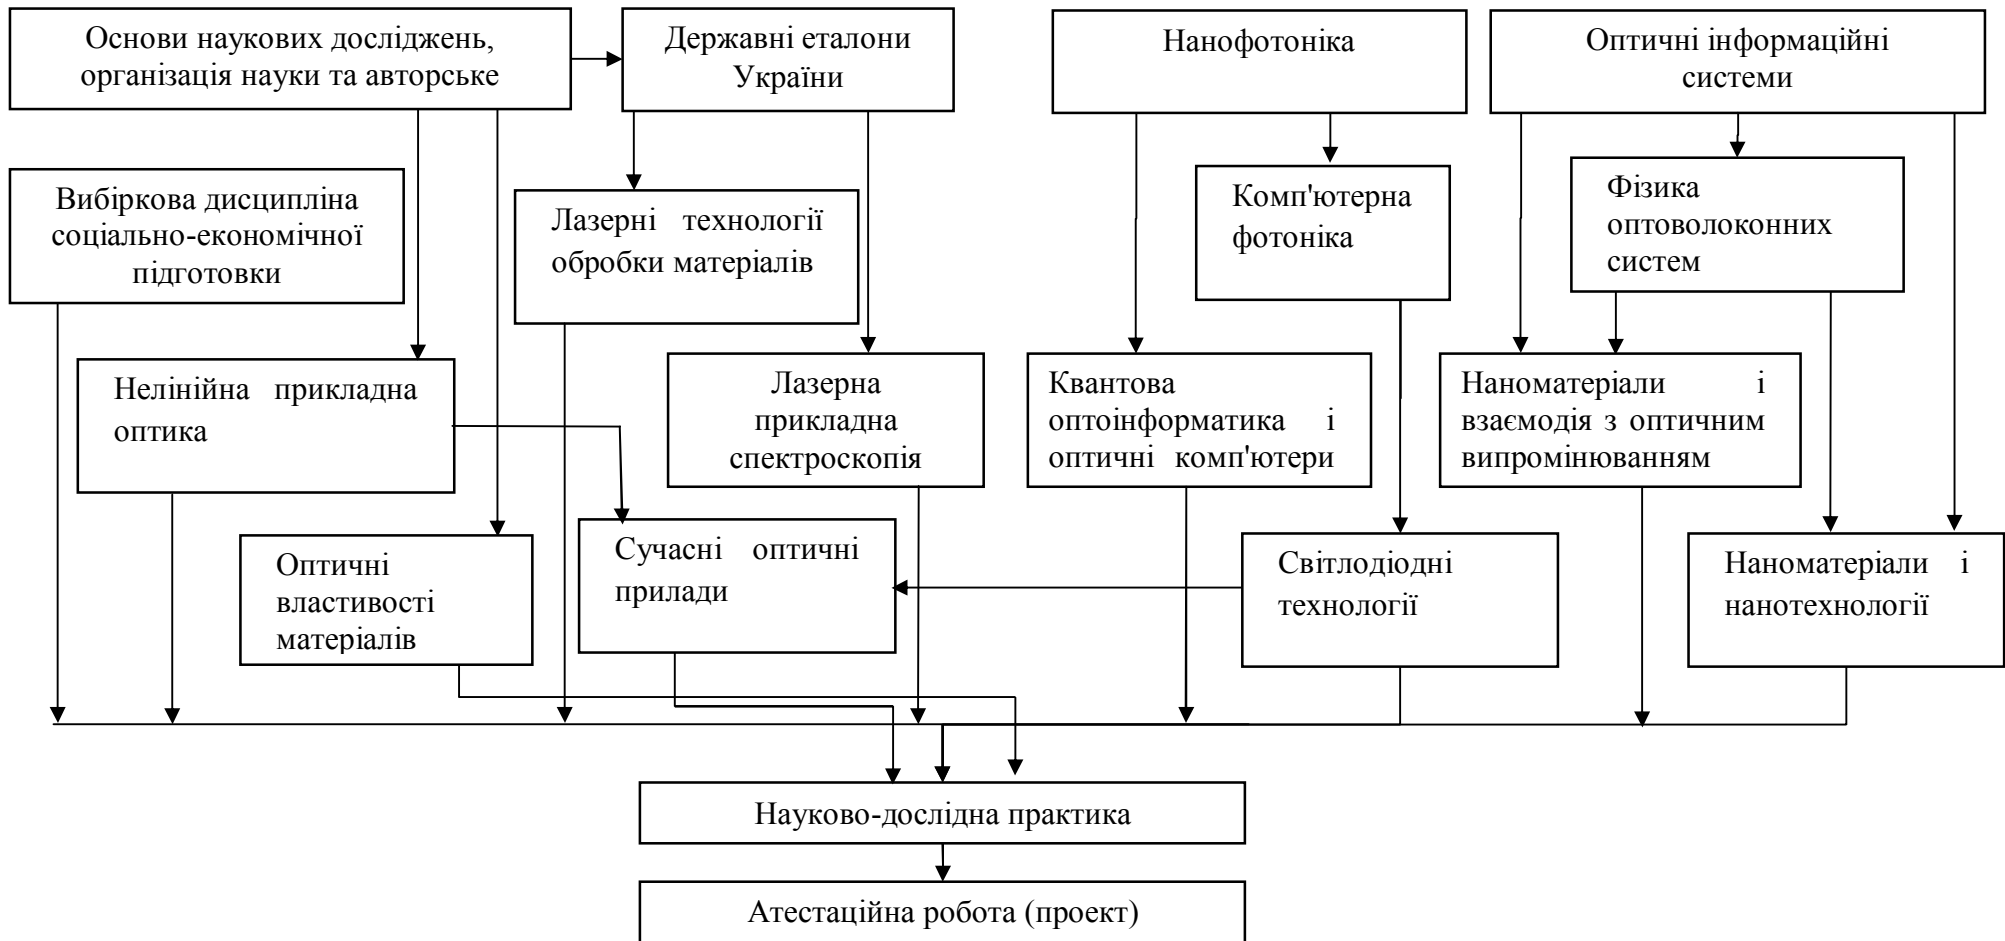 Основи наукових досліджень,
організація науки та авторське
Державні еталони
України
Нанофотоніка
Оптичні інформаційні
системи
Вибіркова дисципліна
соціально-економічної
підготовки
Лазерні технології
обробки матеріалів
Комп'ютерна
фотоніка
Фізика
оптоволоконних
систем
Нелінійна прикладна
оптика
Лазерна
прикладна
спектроскопія
Квантова
оптоінформатика і
оптичні комп'ютери
Наноматеріали і
взаємодія з оптичним
випромінюванням
Оптичні
властивості
матеріалів
Сучасні оптичні
прилади
Світлодіодні
технології
Наноматеріали і
нанотехнології
Науково-дослідна практика
Атестаційна робота (проект)